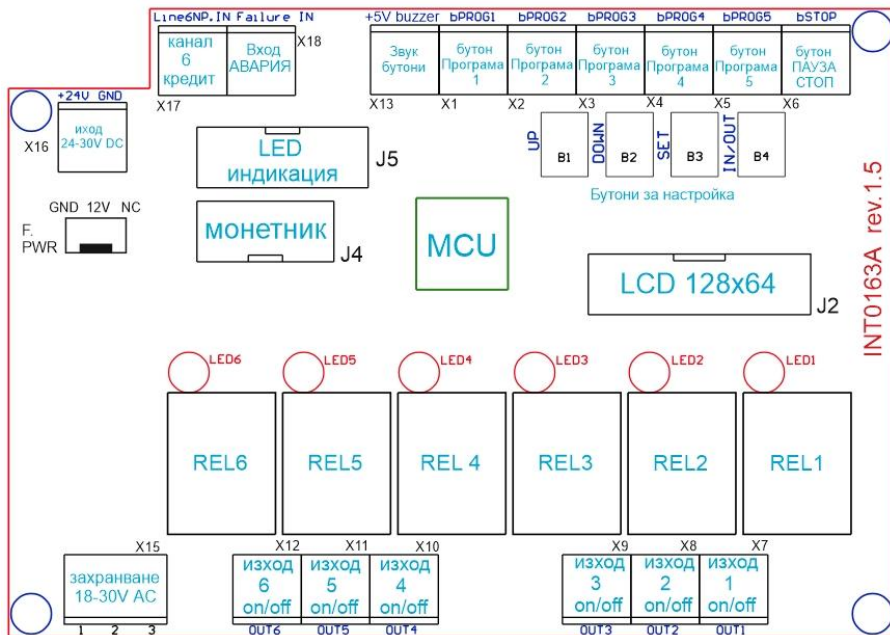 Line6NP.IN Failure IN
+5V buzzer
bPROG1
bPROG2
bPROG3
bPROG4
bPROG5
bSTOP
канал
6
кредит
Вход
АВАРИЯ
X18
X17
Звук
бутони
бутон
Програма
1
бутон
Програма
2
бутон
Програма
3
бутон
Програма
4
бутон
Програма
5
бутон
ПАУЗА
СТОП
X13
X1
X2
X3
X4
X5
X6
+24V GND
X16
иход
24-30V DC
LED
индикация
J5
UP
B1
DOWN
B2
SET
B3
IN/OUT
B4
Бутони за настройка
GND 12V NC
F.
PWR
монетник
J4
MCU
LCD 128x64
J2
INT0163A rev.1.5
LED6
LED5
LED4
LED3
LED2
LED1
REL6
REL5
REL 4
REL3
REL2
REL1
X15
X12
X11
X10
X9
X8
X7
захранване
18-30V AC
1 2 3
изход
6
on/off
изход
5
on/off
изход
4
on/off
изход
3
on/off
изход
2
on/off
изход
1
on/off
OUT6
OUT5
OUT4
OUT3
OUT2
OUT1